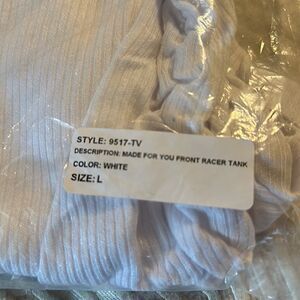 STYLE: 9517-TV
DESCRIPTION: MADE FOR YOU FRONT RACER TANK
COLOR: WHITE
SIZE: L